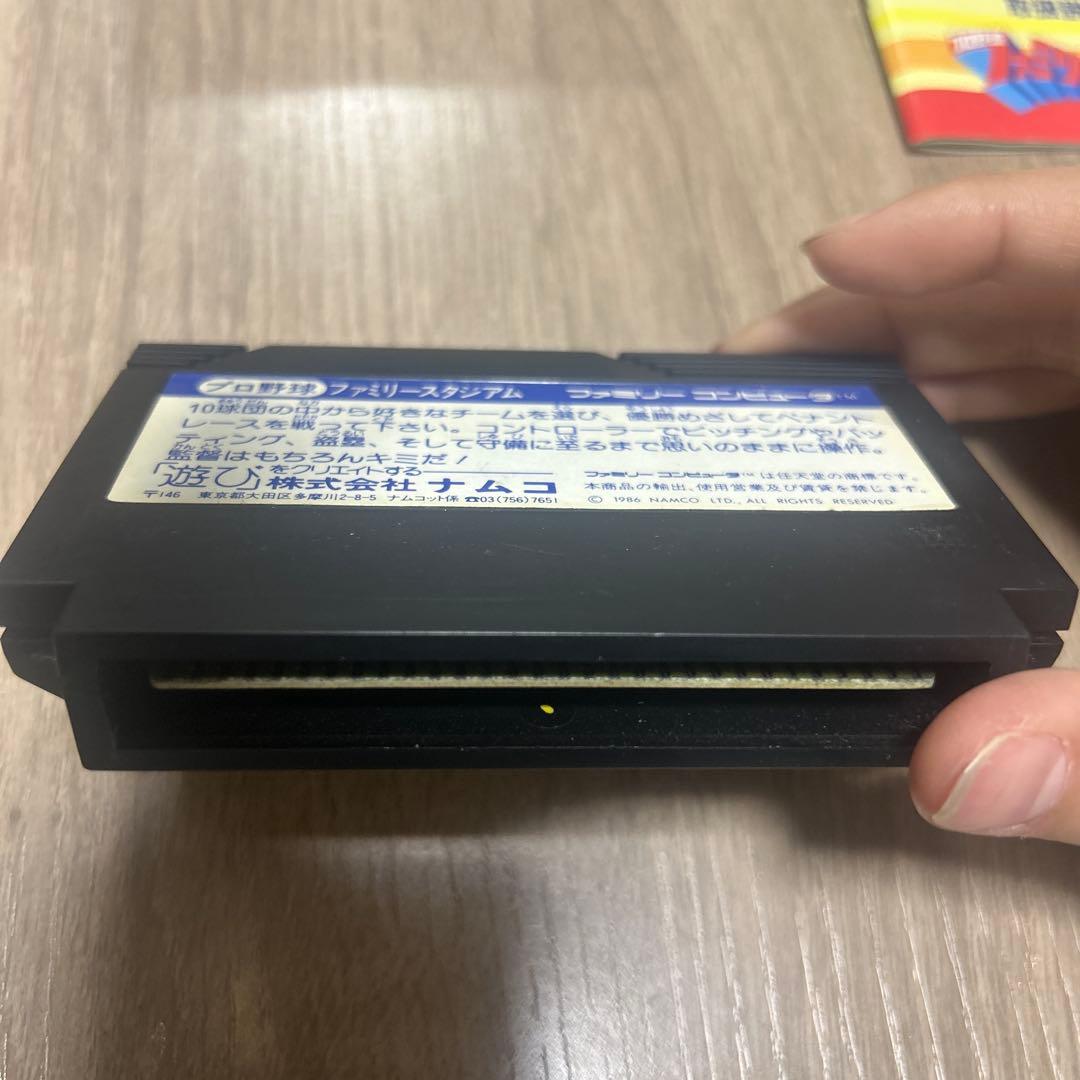 プロ野球 ファミリースタジアム ファミリー コンピュータ™
10球団の中から好きなチームを選び、優勝めざしてペナント
レースを戦って下さい。コントローラーでピッチングやバッ
ティング、盗塁、そして守備に至るまで思いのままに操作。
監督はもちろんキミだ!
「遊び」をクリエイトする
株式会社ナムコ
〒146 東京都大田区多摩川2-8-5 ナムコット係 ☎03(756)7651
ファミリーコンピュータ™は任天堂の商標です。
本商品の輸出、使用営業及び賃貸を禁じます。
© 1986 NAMCO LTD., ALL RIGHTS RESERVED